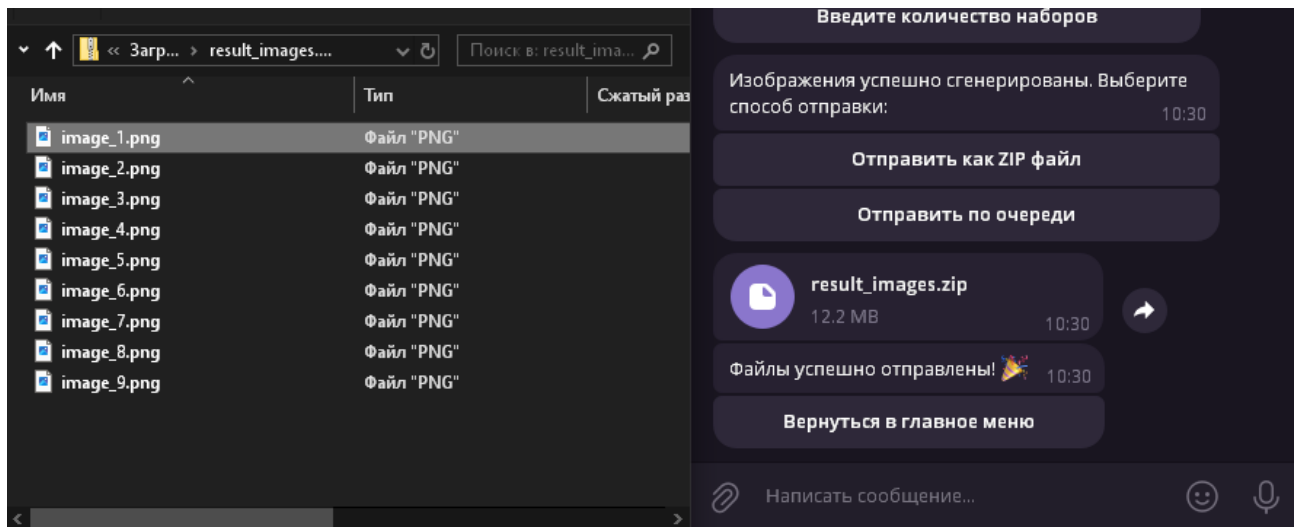 « Загр... › result_images....
Поиск в: result_ima...
Имя
Тип
Сжатый раз
image_1.png
Файл "PNG"
image_2.png
Файл "PNG"
image_3.png
Файл "PNG"
image_4.png
Файл "PNG"
image_5.png
Файл "PNG"
image_6.png
Файл "PNG"
image_7.png
Файл "PNG"
image_8.png
Файл "PNG"
image_9.png
Файл "PNG"
Введите количество наборов
Изображения успешно сгенерированы. Выберите
способ отправки:
10:30
Отправить как ZIP файл
Отправить по очереди
result_images.zip
12.2 MB
10:30
Файлы успешно отправлены! 🎉
10:30
Вернуться в главное меню
Написать сообщение...